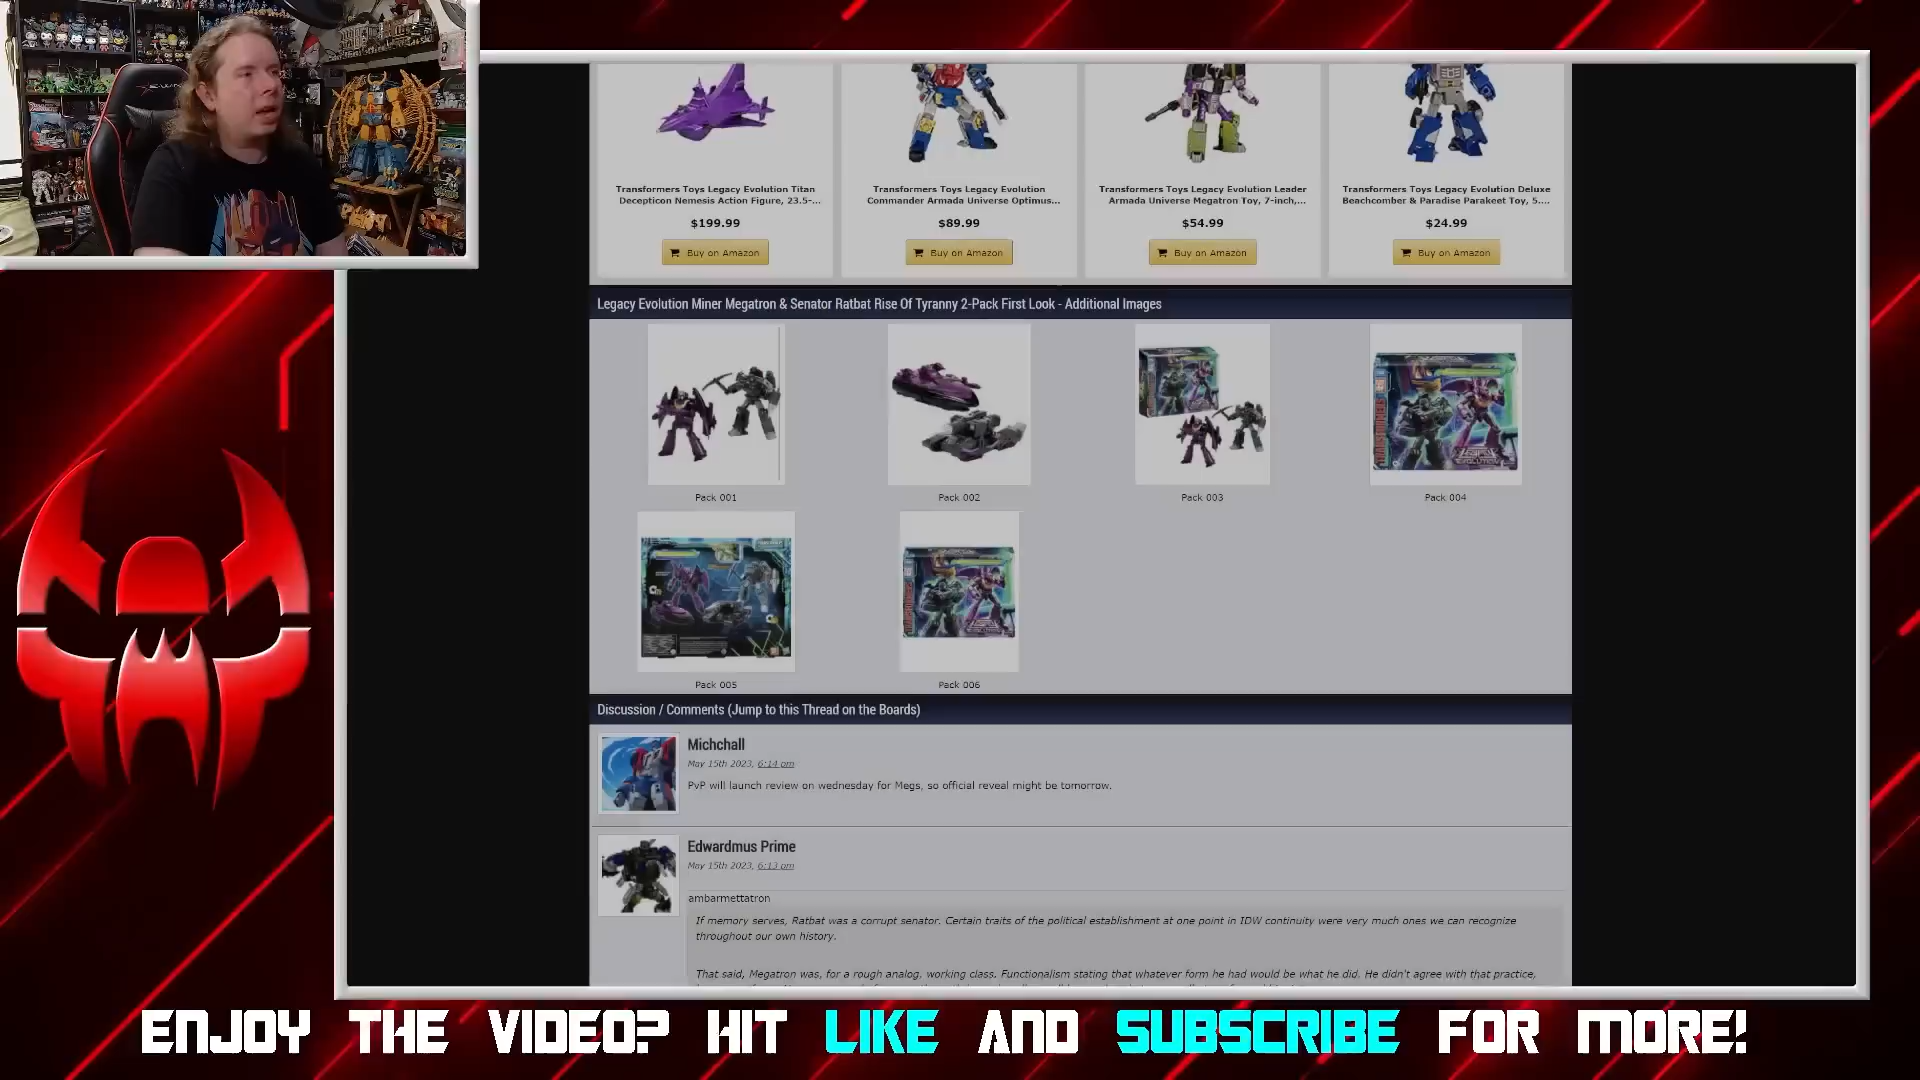 Transformers Toys Legacy Evolution Titan
Decepticon Nemesis Action Figure, 23.5-...
$199.99
Buy on Amazon
Transformers Toys Legacy Evolution
Commander Armada Universe Optimus...
$89.99
Buy on Amazon
Transformers Toys Legacy Evolution Leader
Armada Universe Megatron Toy, 7-inch,...
$54.99
Buy on Amazon
Transformers Toys Legacy Evolution Deluxe
Beachcomber & Paradise Parakeet Toy, 5....
$24.99
Buy on Amazon
Legacy Evolution Miner Megatron & Senator Ratbat Rise Of Tyranny 2-Pack First Look - Additional Images
Pack 001
Pack 002
Pack 003
Pack 004
Pack 005
Pack 006
Discussion / Comments (Jump to this Thread on the Boards)
Michchall
May 15th 2023, 6:14 pm
PvP will launch review on wednesday for Megs, so official reveal might be tomorrow.
Edwardmus Prime
May 15th 2023, 6:13 pm
ambarmettatron
If memory serves, Ratbat was a corrupt senator. Certain traits of the political establishment at one point in IDW continuity were very much ones we can recognize
throughout our own history.
That said, Megatron was, for a rough analog, working class. Functionalism stating that whatever form he had would be what he did. He didn't agree with that practice,
ENJOY THE VIDEO? HIT LIKE AND SUBSCRIBE FOR MORE!